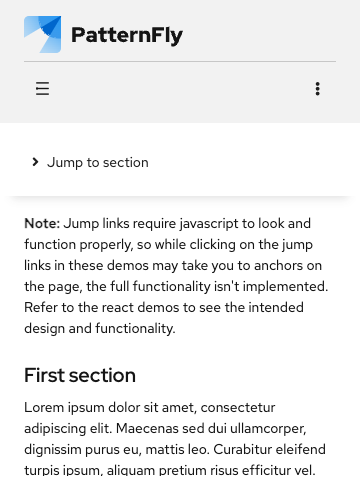 PatternFly
Jump to section
Note: Jump links require javascript to look and
function properly, so while clicking on the jump
links in these demos may take you to anchors on
the page, the full functionality isn't implemented.
Refer to the react demos to see the intended
design and functionality.
First section
Lorem ipsum dolor sit amet, consectetur
adipiscing elit. Maecenas sed dui ullamcorper,
dignissim purus eu, mattis leo. Curabitur eleifend
turpis ipsum, aliquam pretium risus efficitur vel.